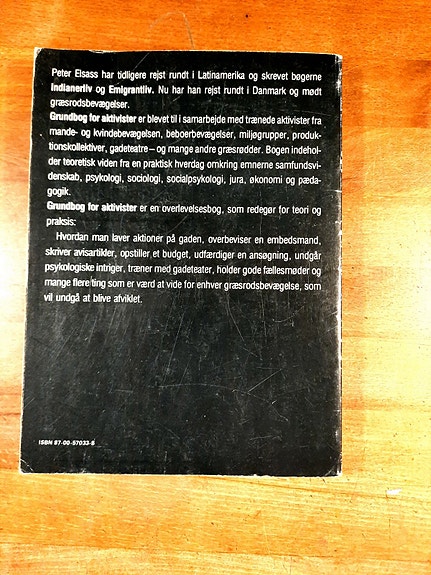 Peter Elsass har tidligere rejst rundt i Latinamerika og skrevet bøgerne
Indianerliv og Emigrantliv. Nu har han rejst rundt i Danmark og mødt
græsrodsbevægelser.
Grundbog for aktivister er blevet til i samarbejde med trænede aktivister fra
mande- og kvindebevægelsen, beboerbevægelser, miljøgrupper, produk-
tionskollektiver, gadeteatre – og mange andre græsrødder. Bogen indehol-
der teoretisk viden fra en praktisk hverdag omkring emnerne samfundsvi-
denskab, psykologi, sociologi, socialpsykologi, jura, økonomi og pæda-
gogik.
Grundbog for aktivister er en overlevelsesbog, som redegør for teori og
praksis:
Hvordan man laver aktioner på gaden, overbeviser en embedsmand,
skriver avisartikler, opstiller et budget, udfærdiger en ansøgning, undgår
psykologiske intriger, træner med gadeteater, holder gode fællesmøder og
mange flere ting som er værd at vide for enhver græsrodsbevægelse, som
vil undgå at blive afviklet.
ISBN 87-00-57033-8